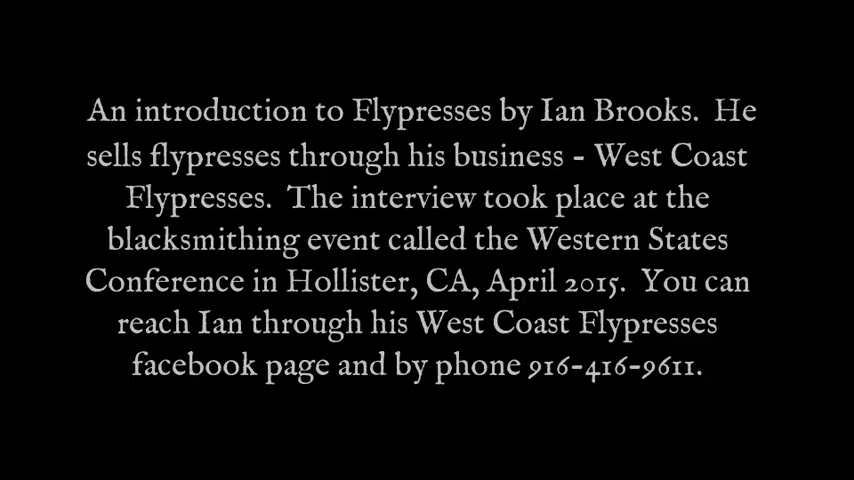 An introduction to Flypresses by Ian Brooks.  He
sells flypresses through his business - West Coast
Flypresses.  The interview took place at the
blacksmithing event called the Western States
Conference in Hollister, CA, April 2015.  You can
reach Ian through his West Coast Flypresses
facebook page and by phone 916-416-9611.